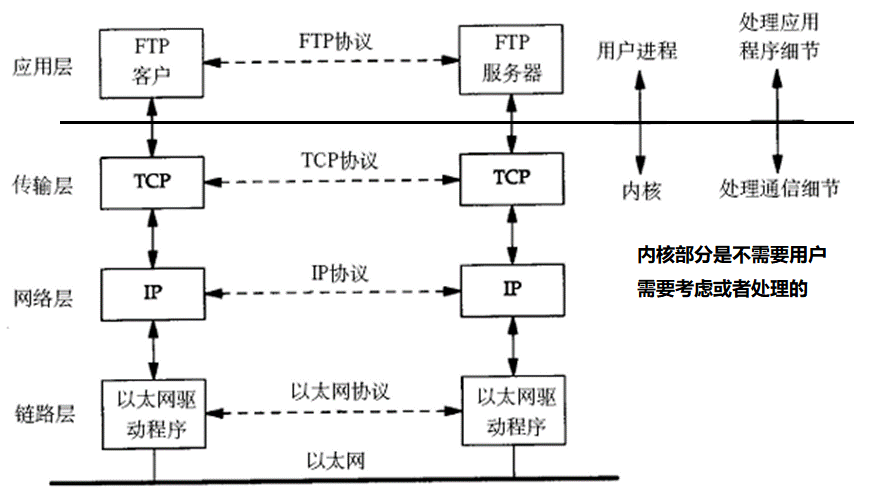 应用层
FTP
客户
FTP协议
FTP
服务器
用户进程
处理应用
程序细节
传输层
TCP
TCP协议
TCP
内核
处理通信细节
网络层
IP
IP协议
IP
内核部分是不需要用户
需要考虑或者处理的
链路层
以太网驱
动程序
以太网协议
以太网驱
动程序
以太网